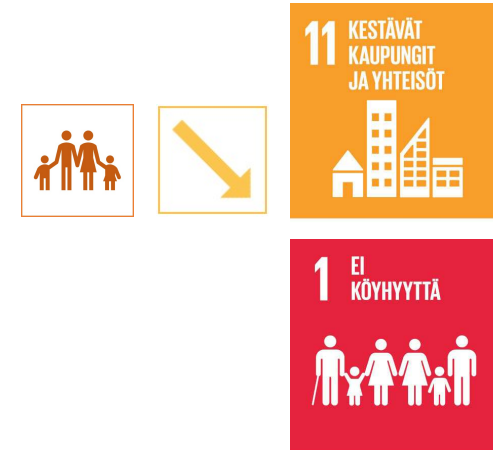 11 KESTÄVÄT
KAUPUNGIT
JA YHTEISÖT
1 EI
KÖYHYYTTÄ